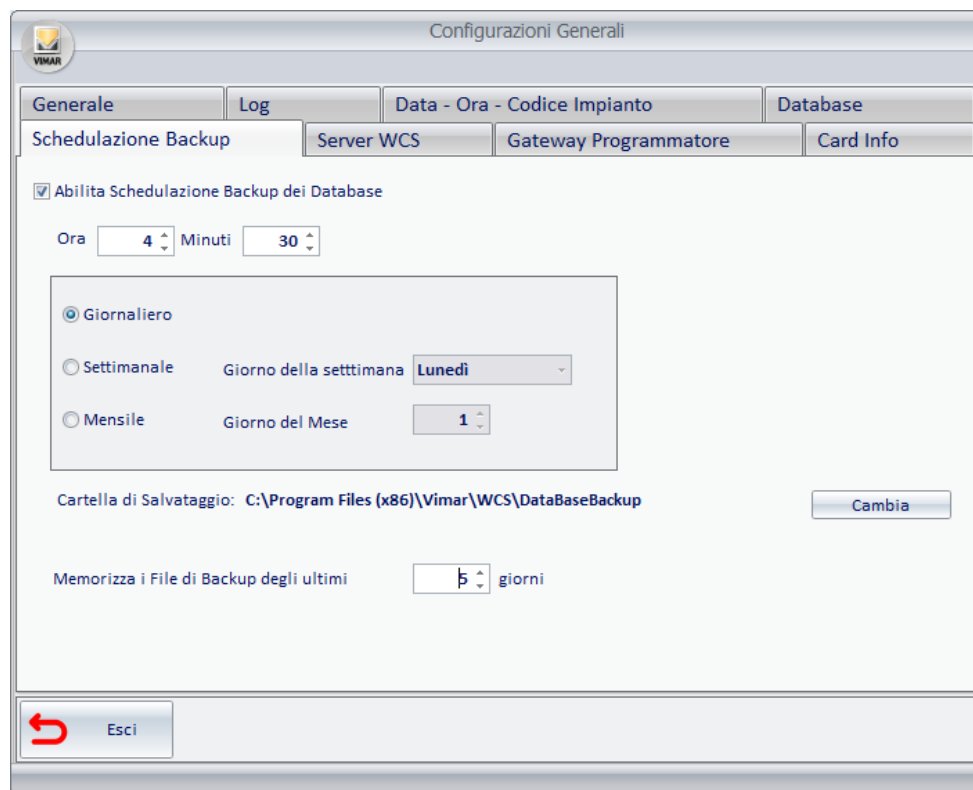 Configurazioni Generali
VIMAR
Generale Log Data - Ora - Codice Impianto Database
Schedulazione Backup Server WCS Gateway Programmatore Card Info
Abilita Schedulazione Backup dei Database
Ora 4 Minuti 30
Giornaliero
Settimanale Giorno della setttimana Lunedì
Mensile Giorno del Mese 1
Cartella di Salvataggio: C:\Program Files (x86)\Vimar\WCS\DataBaseBackup Cambia
Memorizza i File di Backup degli ultimi 5 giorni
Esci